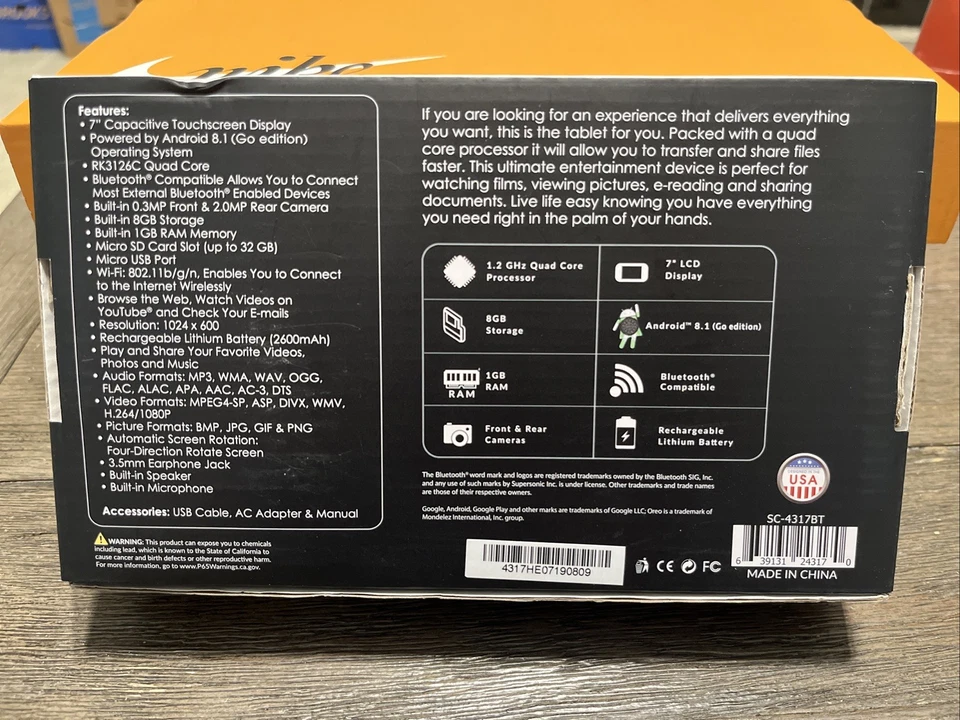 Features:
• 7" Capacitive Touchscreen Display
• Powered by Android 8.1 (Go edition)
Operating System
• RK3126C Quad Core
• Bluetooth® Compatible Allows You to Connect
Most External Bluetooth® Enabled Devices
• Built-in 0.3MP Front & 2.0MP Rear Camera
• Built-in 8GB Storage
• Built-in 1GB RAM Memory
• Micro SD Card Slot (up to 32 GB)
• Micro USB Port
• Wi-Fi: 802.11b/g/n, Enables You to Connect
to the Internet Wirelessly
• Browse the Web, Watch Videos on
YouTube® and Check Your E-mails
• Resolution: 1024 x 600
• Rechargeable Lithium Battery (2600mAh)
• Play and Share Your Favorite Videos,
Photos and Music
• Audio Formats: MP3, WMA, WAV, OGG,
FLAC, ALAC, APA, AAC, AC-3, DTS
• Video Formats: MPEG4-SP, ASP, DIVX, WMV,
H.264/1080P
• Picture Formats: BMP, JPG, GIF & PNG
• Automatic Screen Rotation:
Four-Direction Rotate Screen
• 3.5mm Earphone Jack
• Built-in Speaker
• Built-in Microphone
Accessories: USB Cable, AC Adapter & Manual
WARNING: This product can expose you to chemicals
including lead, which is known to the State of California to
cause cancer and birth defects or other reproductive harm.
For more information, go to www.P65Warnings.ca.gov.
If you are looking for an experience that delivers everything
you want, this is the tablet for you. Packed with a quad
core processor it will allow you to transfer and share files
faster. This ultimate entertainment device is perfect for
watching films, viewing pictures, e-reading and sharing
documents. Live life easy knowing you have everything
you need right in the palm of your hands.
1.2 GHz Quad Core
Processor
7" LCD
Display
8GB
Storage
Android™ 8.1 (Go edition)
RAM
1GB
RAM
Bluetooth®
Compatible
Front & Rear
Cameras
Rechargeable
Lithium Battery
The Bluetooth® word mark and logos are registered trademarks owned by the Bluetooth SIG, Inc.
and any use of such marks by Supersonic Inc. is under license. Other trademarks and trade names
are those of their respective owners.
Google, Android, Google Play and other marks are trademarks of Google LLC; Oreo is a trademark of
Mondelez International, Inc. group.
USA
SC-4317BT
6 39131 24317 0
MADE IN CHINA
4317HE07190809
CE FC